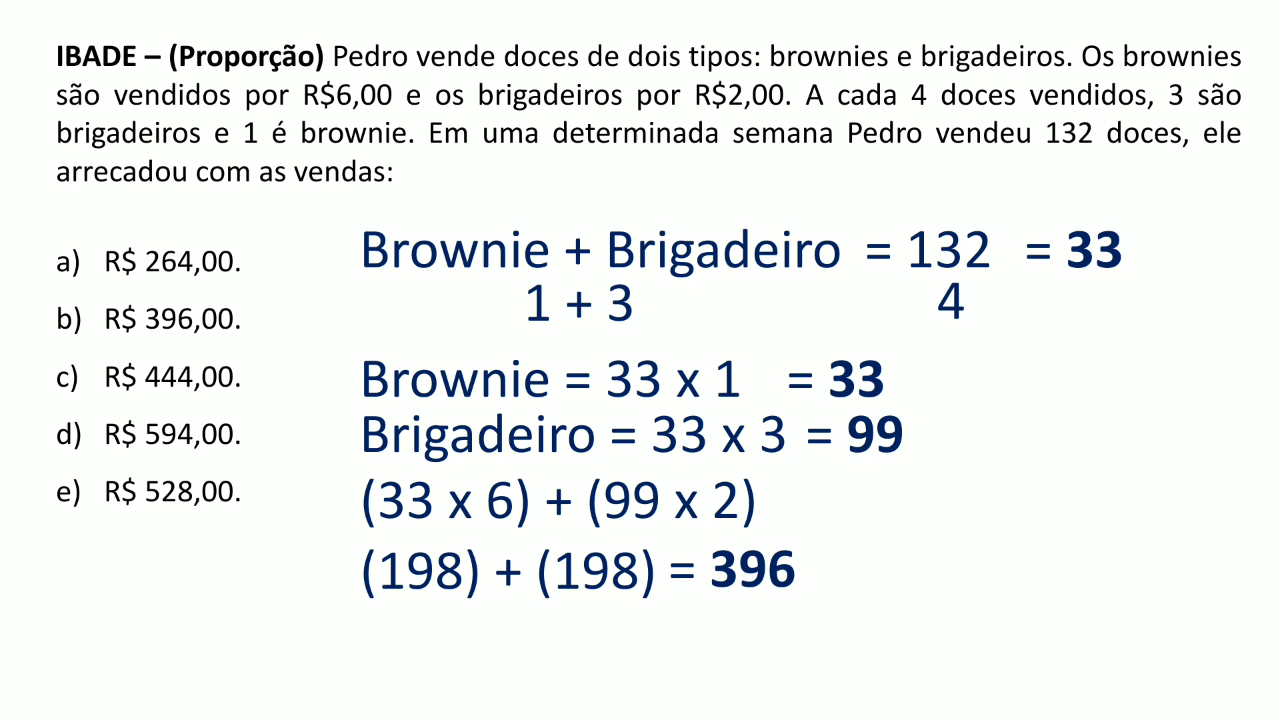 IBADE – (Proporção) Pedro vende doces de dois tipos: brownies e brigadeiros. Os brownies
são vendidos por R$6,00 e os brigadeiros por R$2,00. A cada 4 doces vendidos, 3 são
brigadeiros e 1 é brownie. Em uma determinada semana Pedro vendeu 132 doces, ele
arrecadou com as vendas:
a) R$ 264,00.
b) R$ 396,00.
c) R$ 444,00.
d) R$ 594,00.
e) R$ 528,00.
Brownie + Brigadeiro = 132 = 33
1 + 3 4
Brownie = 33 x 1 = 33
Brigadeiro = 33 x 3 = 99
(33 x 6) + (99 x 2)
(198) + (198) = 396